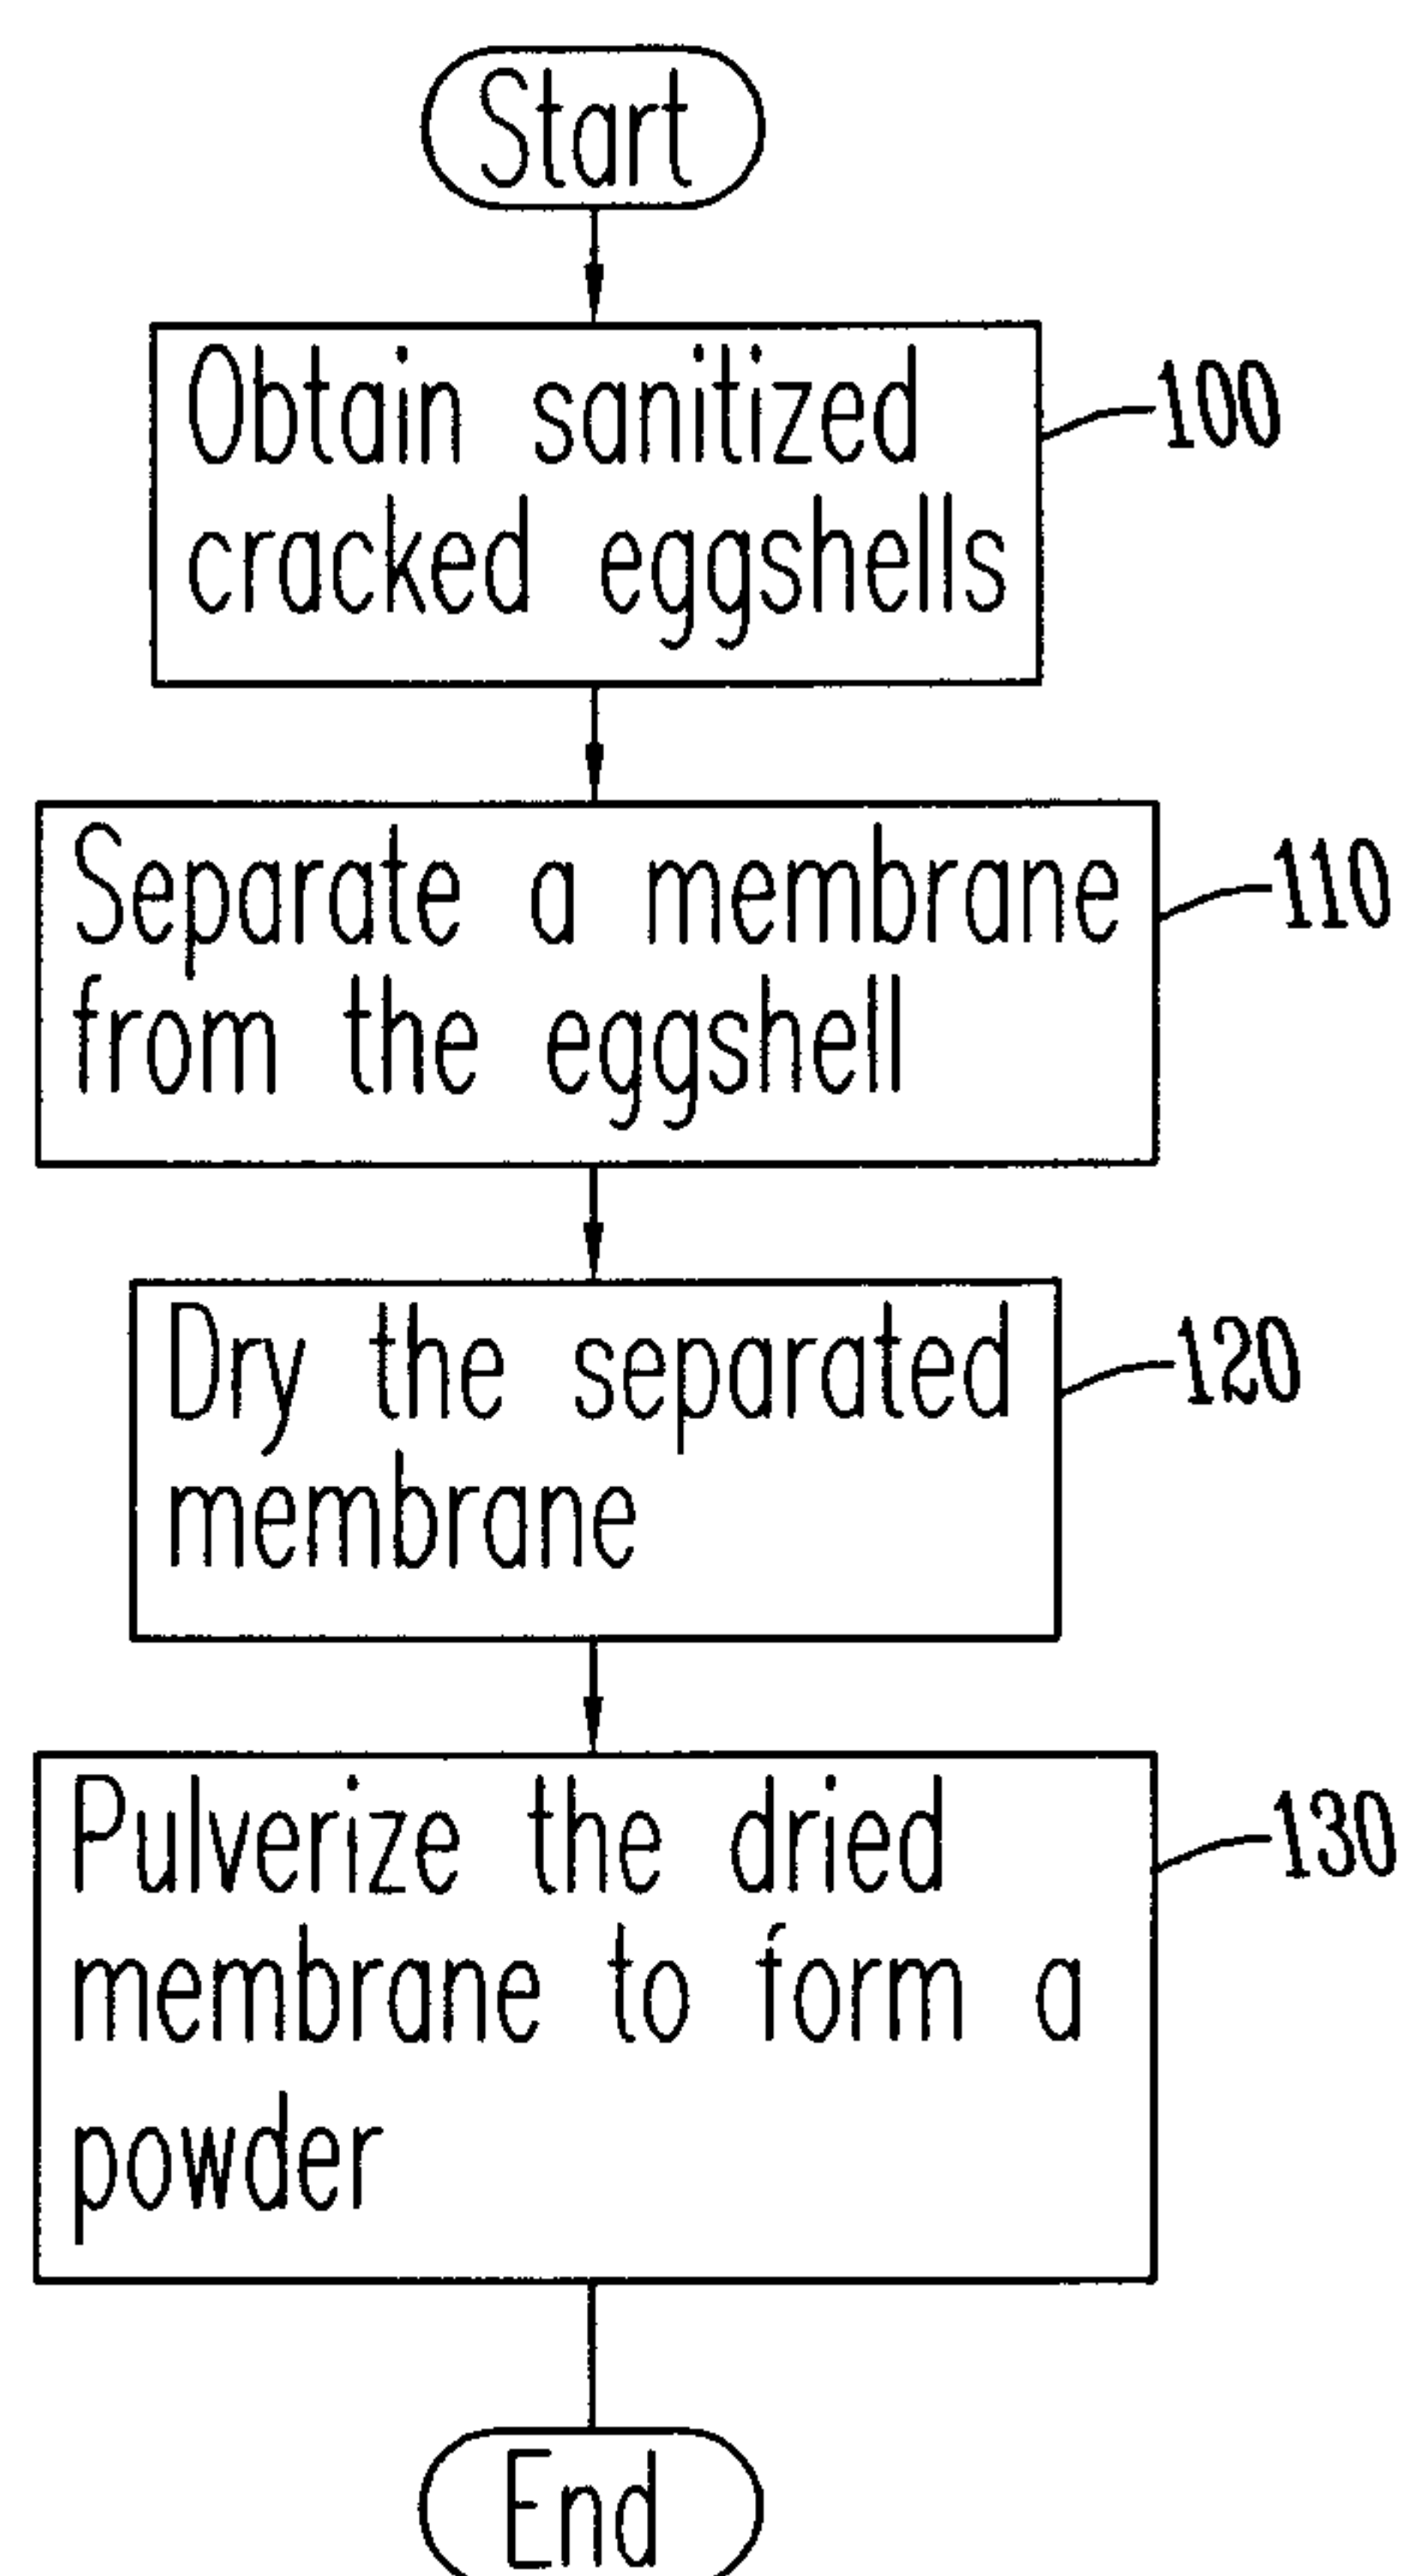 Start
Obtain sanitized
cracked eggshells
100
Separate a membrane
from the eggshell
110
Dry the separated
membrane
120
Pulverize the dried
membrane to form a
powder
130
End